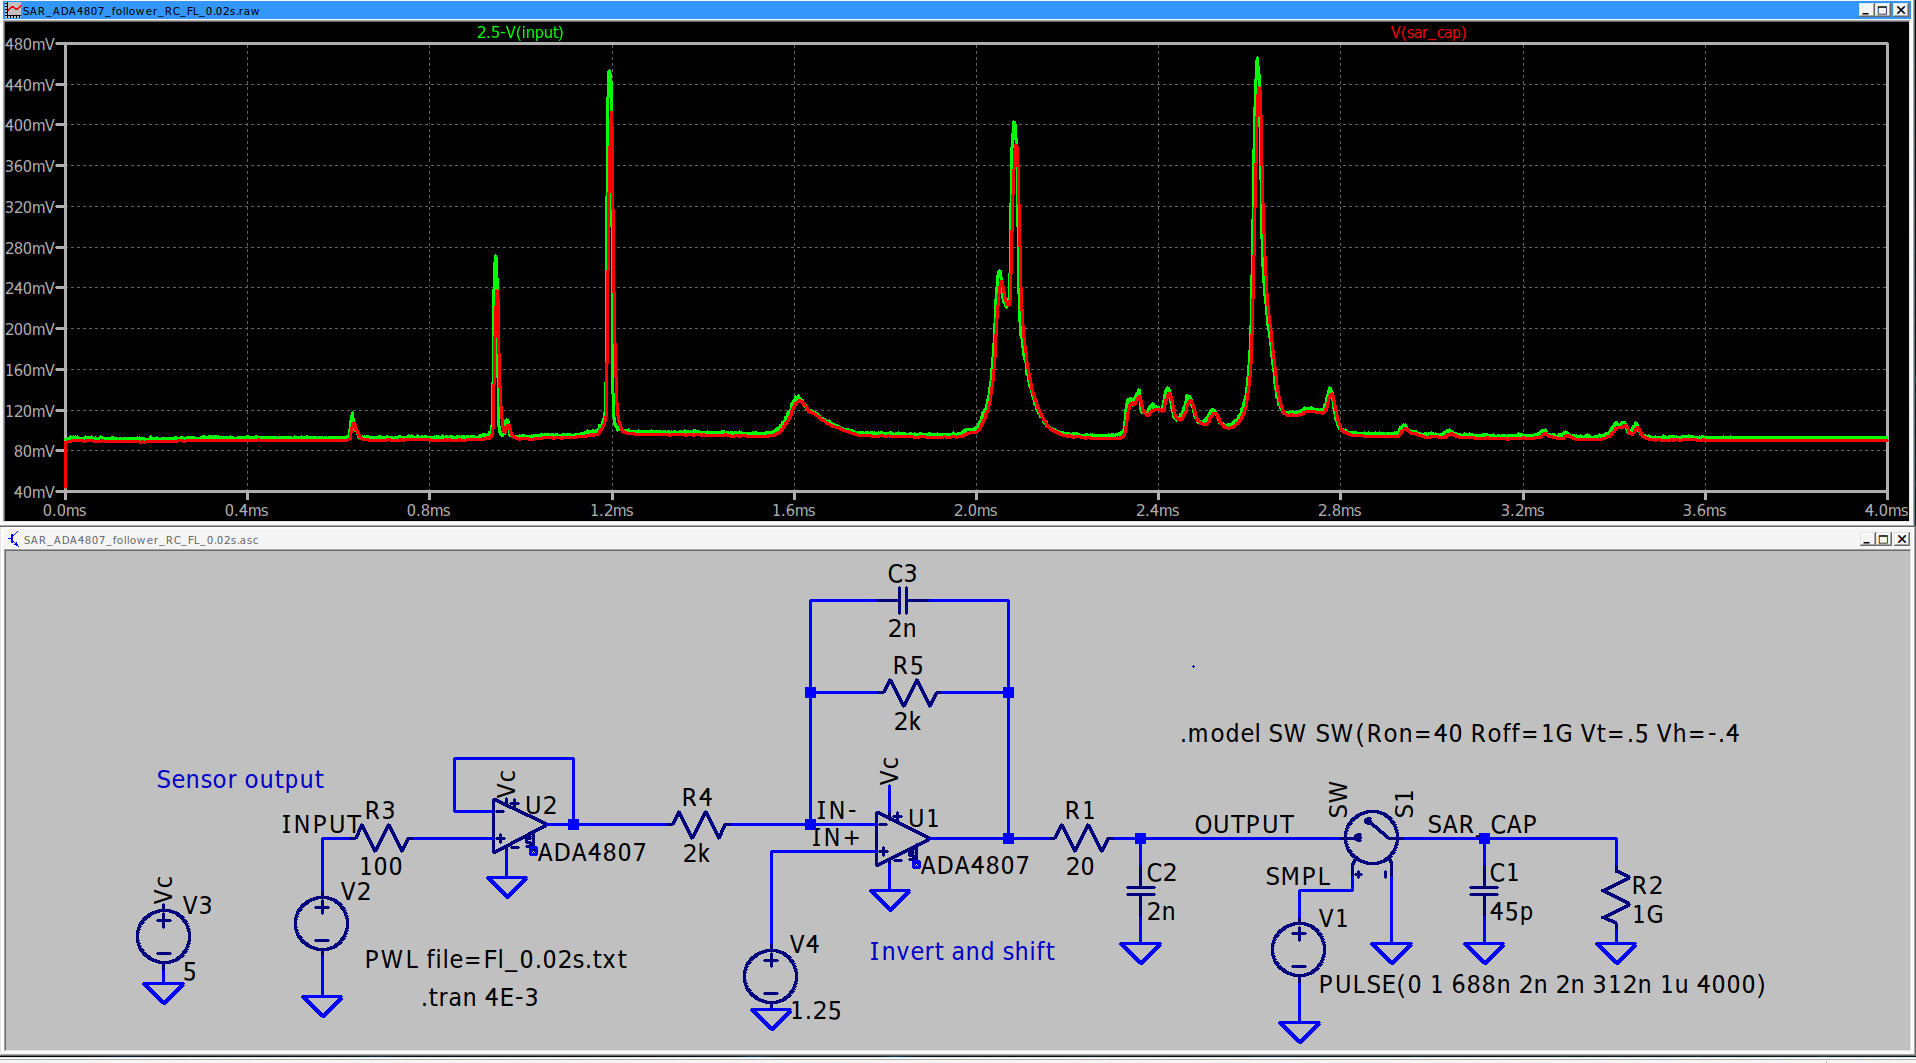 SAR_ADA4807_follower_RC_FL_0.02s.raw
2.5-V(input)
V(sar_cap)
480mV
440mV
400mV
360mV
320mV
280mV
240mV
200mV
160mV
120mV
80mV
40mV
0.0ms 0.4ms 0.8ms 1.2ms 1.6ms 2.0ms 2.4ms 2.8ms 3.2ms 3.6ms 4.0ms
SAR_ADA4807_follower_RC_FL_0.02s.asc
C3
2n
R5
2k
.model SW SW(Ron=40 Roff=1G Vt=.5 Vh=-.4
Sensor output
INPUT
R3
100
Vc
U2
ADA4807
R4
2k
IN-
IN+
Vc
U1
ADA4807
R1
20
OUTPUT
SW
S1
SAR_CAP
C2
2n
SMPL
C1
45p
R2
1G
Vc
V3
5
V2
PWL file=Fl_0.02s.txt
.tran 4E-3
V4
1.25
Invert and shift
V1
PULSE(0 1 688n 2n 2n 312n 1u 4000)